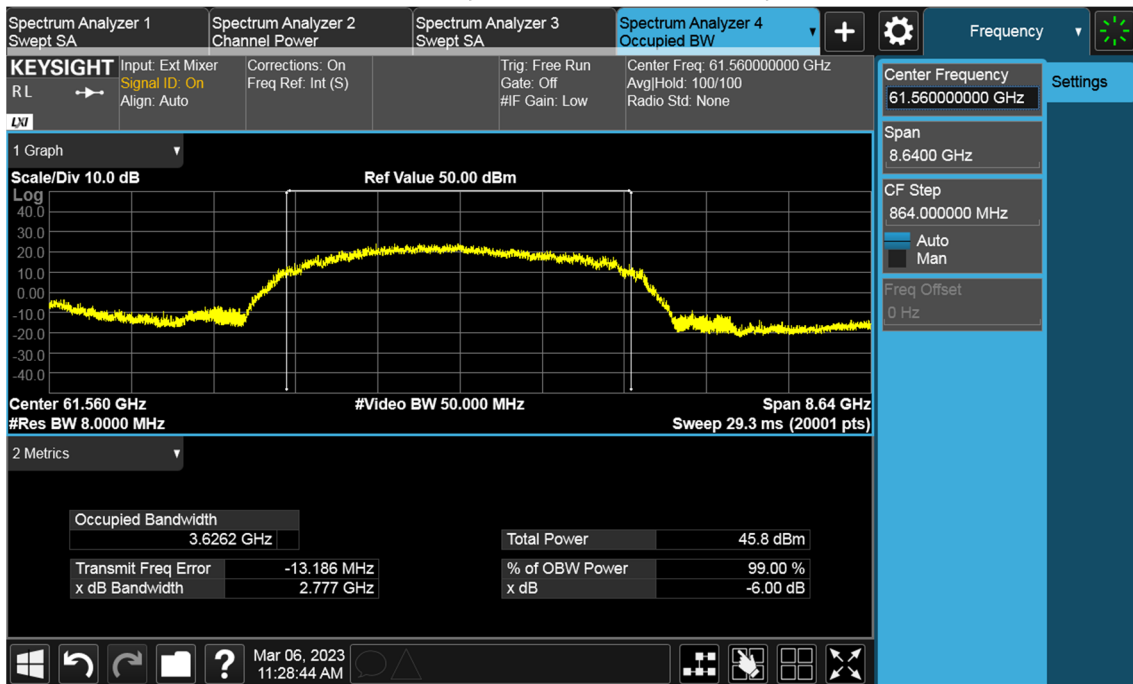 Spectrum Analyzer 1
Swept SA
Spectrum Analyzer 2
Channel Power
Spectrum Analyzer 3
Swept SA
Spectrum Analyzer 4
Occupied BW
Frequency
KEYSIGHT
RL
LXI
Input: Ext Mixer
Signal ID: On
Align: Auto
Corrections: On
Freq Ref: Int (S)
Trig: Free Run
Gate: Off
#IF Gain: Low
Center Freq: 61.560000000 GHz
Avg|Hold: 100/100
Radio Std: None
Center Frequency
61.560000000 GHz
Settings
Span
8.6400 GHz
CF Step
864.000000 MHz
Auto
Man
Freq Offset
0 Hz
1 Graph
Scale/Div 10.0 dB
Ref Value 50.00 dBm
Log
40.0
30.0
20.0
10.0
0.00
-10.0
-20.0
-30.0
-40.0
Center 61.560 GHz
#Video BW 50.000 MHz
Span 8.64 GHz
#Res BW 8.0000 MHz
Sweep 29.3 ms (20001 pts)
2 Metrics
Occupied Bandwidth
3.6262 GHz
Total Power 45.8 dBm
Transmit Freq Error -13.186 MHz
% of OBW Power 99.00 %
x dB Bandwidth 2.777 GHz
x dB -6.00 dB
?
Mar 06, 2023
11:28:44 AM